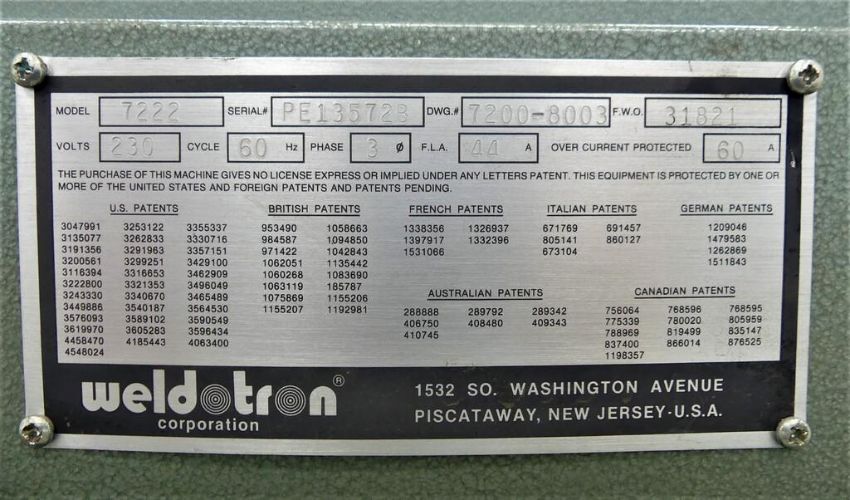 MODEL 7222 SERIAL# PE13572B DWG.# 7200-8003 F.W.O. 31821
VOLTS 230 CYCLE 60 Hz PHASE 3 Ø F.L.A. 44 A OVER CURRENT PROTECTED 60 A
THE PURCHASE OF THIS MACHINE GIVES NO LICENSE EXPRESS OR IMPLIED UNDER ANY LETTERS PATENT. THIS EQUIPMENT IS PROTECTED BY ONE OR
MORE OF THE UNITED STATES AND FOREIGN PATENTS AND PATENTS PENDING.
U.S. PATENTS
3047991 3253122 3355337
3135077 3262833 3330716
3191356 3291963 3357151
3200561 3299251 3429100
3116394 3316653 3462909
3222800 3321353 3496049
3243330 3340670 3465489
3449886 3540187 3564530
3576093 3589102 3590549
3619970 3605283 3596434
4458470 4185443 4063400
4548024
BRITISH PATENTS
953490 1058663
984587 1094850
971422 1042843
1062051 1135442
1060268 1083690
1063119 185787
1075869 1155206
1155207 1192981
FRENCH PATENTS
1338356 1326937
1397917 1332396
1531066
ITALIAN PATENTS
671769 691457
805141 860127
673104
GERMAN PATENTS
1209046
1479583
1262869
1511843
AUSTRALIAN PATENTS
288888 289792 289342
406750 408480 409343
410745
CANADIAN PATENTS
756064 768596 768595
775339 780020 805959
788969 819499 835147
837400 866014 876525
1198357
weldotron®
corporation
1532 SO. WASHINGTON AVENUE
PISCATAWAY, NEW JERSEY-U.S.A.